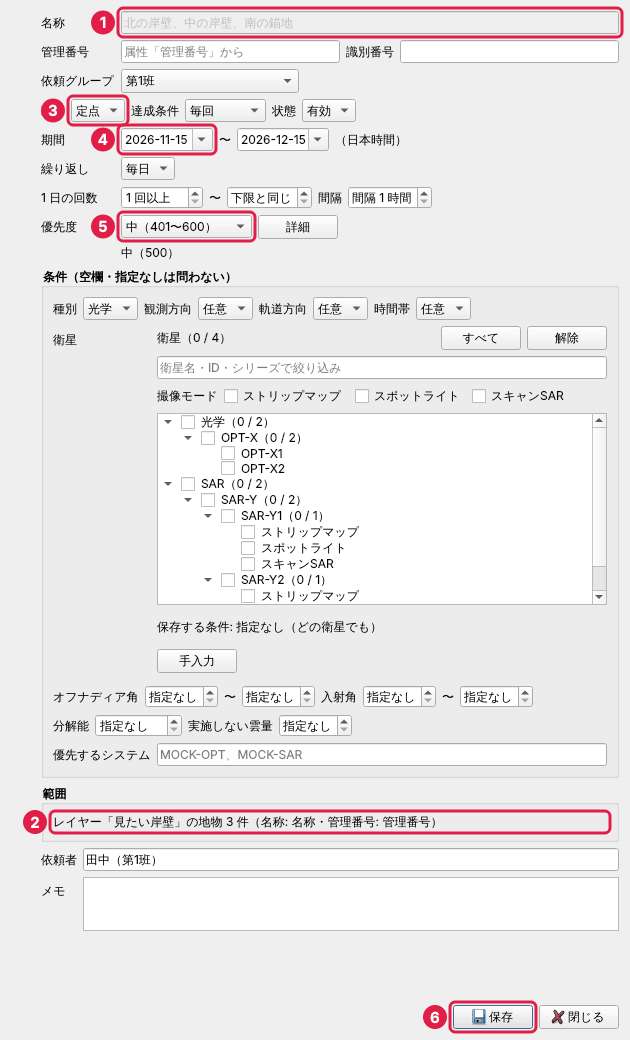 名称 1 北の岸壁、中の岸壁、南の錨地
管理番号 属性「管理番号」から 識別番号
依頼グループ 第1班
3 定点 達成条件 毎回 状態 有効
期間 4 2026-11-15 〜 2026-12-15 （日本時間）
繰り返し 毎日
1日の回数 1 回以上 〜 下限と同じ 間隔 間隔 1 時間
優先度 5 中（401〜600） 詳細
中（500）
条件（空欄・指定なしは問わない）
種別 光学 観測方向 任意 軌道方向 任意 時間帯 任意
衛星 衛星（0 / 4） すべて 解除
衛星名・ID・シリーズで絞り込み
撮像モード ストリップマップ スポットライト スキャンSAR
光学（0 / 2）
OPT-X（0 / 2）
OPT-X1
OPT-X2
SAR（0 / 2）
SAR-Y（0 / 2）
SAR-Y1（0 / 1）
ストリップマップ
スポットライト
スキャンSAR
SAR-Y2（0 / 1）
ストリップマップ
保存する条件: 指定なし（どの衛星でも）
手入力
オフナディア角 指定なし 〜 指定なし 入射角 指定なし 〜 指定なし
分解能 指定なし 実施しない雲量 指定なし
優先するシステム MOCK-OPT、MOCK-SAR
範囲
2 レイヤー「見たい岸壁」の地物 3 件（名称: 名称・管理番号: 管理番号）
依頼者 田中（第1班）
メモ
6 保存 閉じる